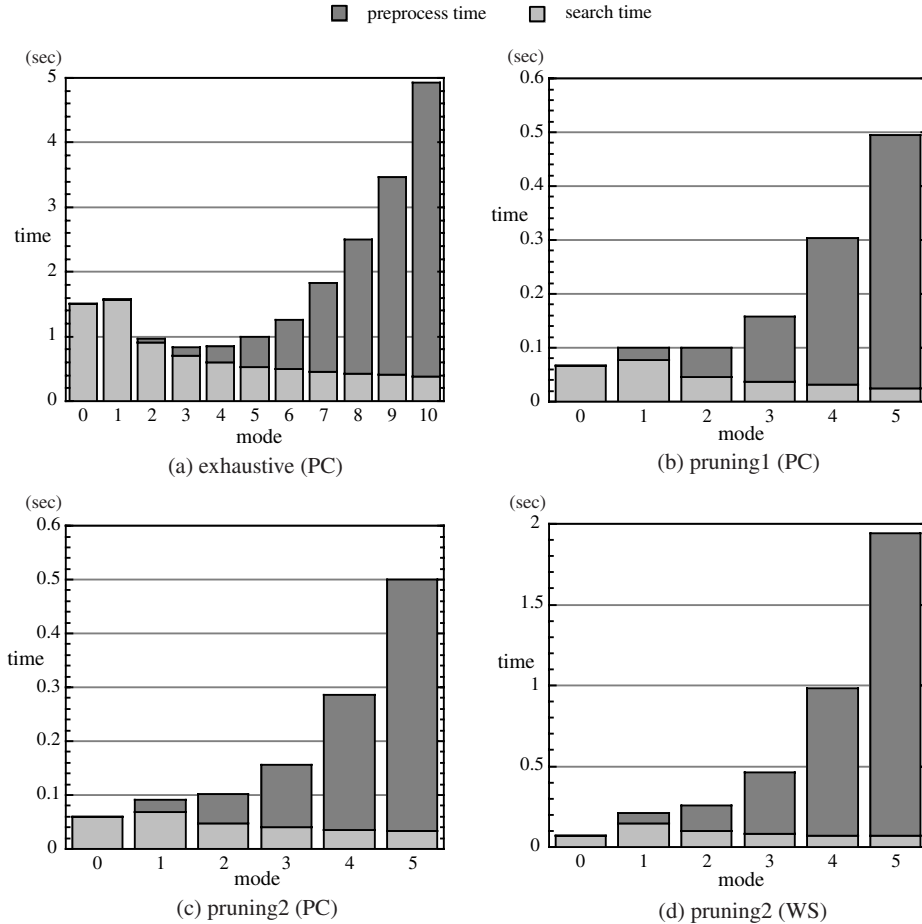 preprocess time search time
(sec)
5
4
3
2
1
0
time
0 1 2 3 4 5 6 7 8 9 10
mode
(a) exhaustive (PC)
0.6
0.5
0.4
0.3
0.2
0.1
0
(sec)
time
0 1 2 3 4 5
mode
(b) pruning1 (PC)
(sec)
0.6
0.5
0.4
0.3
0.2
0.1
0
time
0 1 2 3 4 5
mode
(c) pruning2 (PC)
(sec)
2
1.5
1
0.5
0
time
0 1 2 3 4 5
mode
(d) pruning2 (WS)